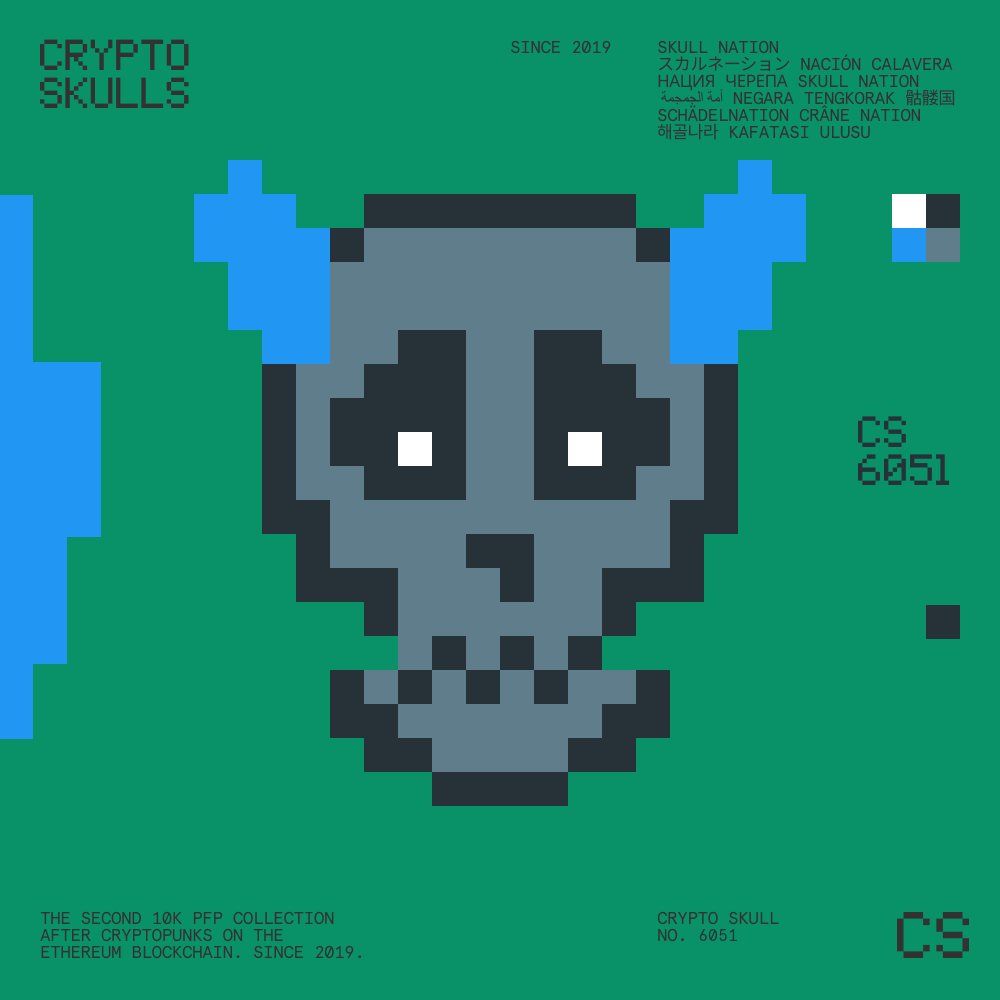 CRYPTO
SKULLS
SINCE 2019
SKULL NATION
スカルネーション NACIÓN CALAVERA
НАЦИЯ ЧЕРЕПА SKULL NATION
أمة الجمجمة NEGARA TENGKORAK 骷髅国
SCHÄDELNATION CRÂNE NATION
해골나라 KAFATASI ULUSU
CS
6051
THE SECOND 10K PFP COLLECTION
AFTER CRYPTOPUNKS ON THE
ETHEREUM BLOCKCHAIN. SINCE 2019.
CRYPTO SKULL
NO. 6051
CS